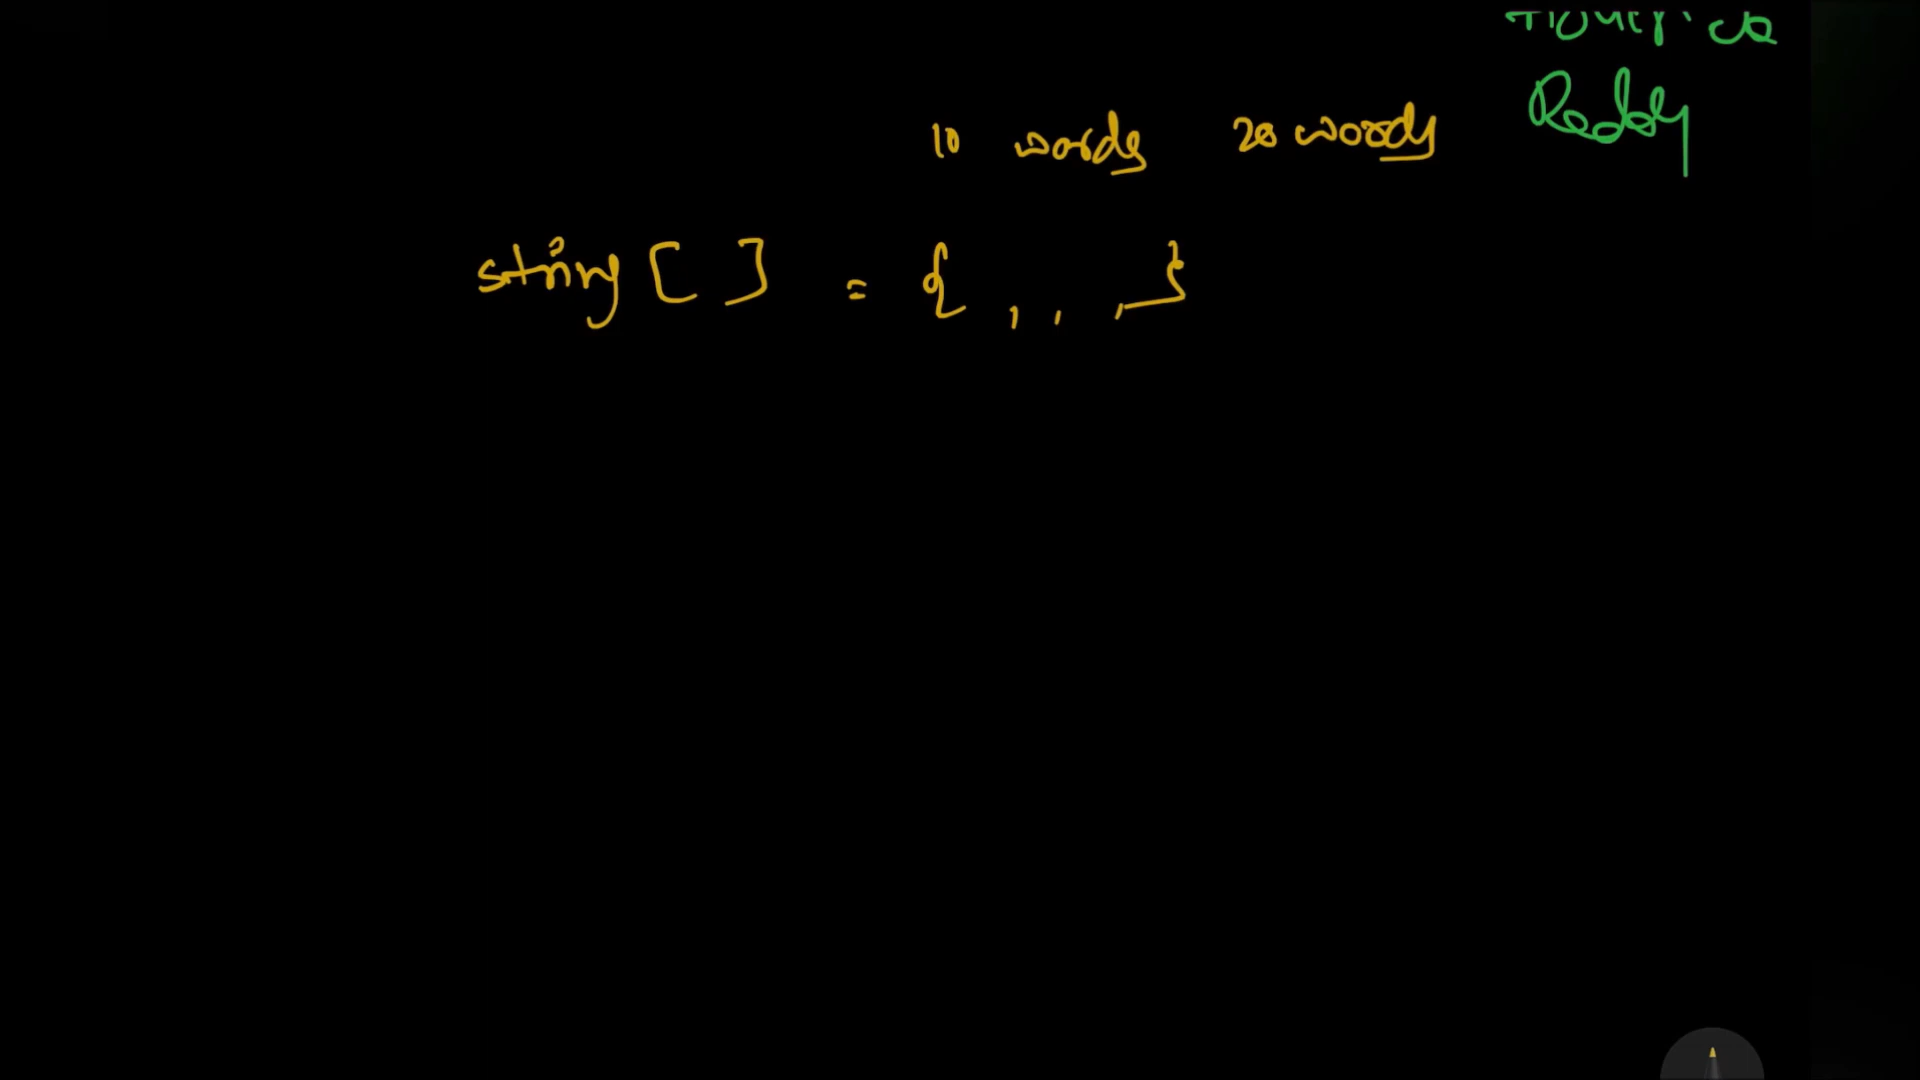 Reddy
10 words 20 words
string [ ] = { , , , }